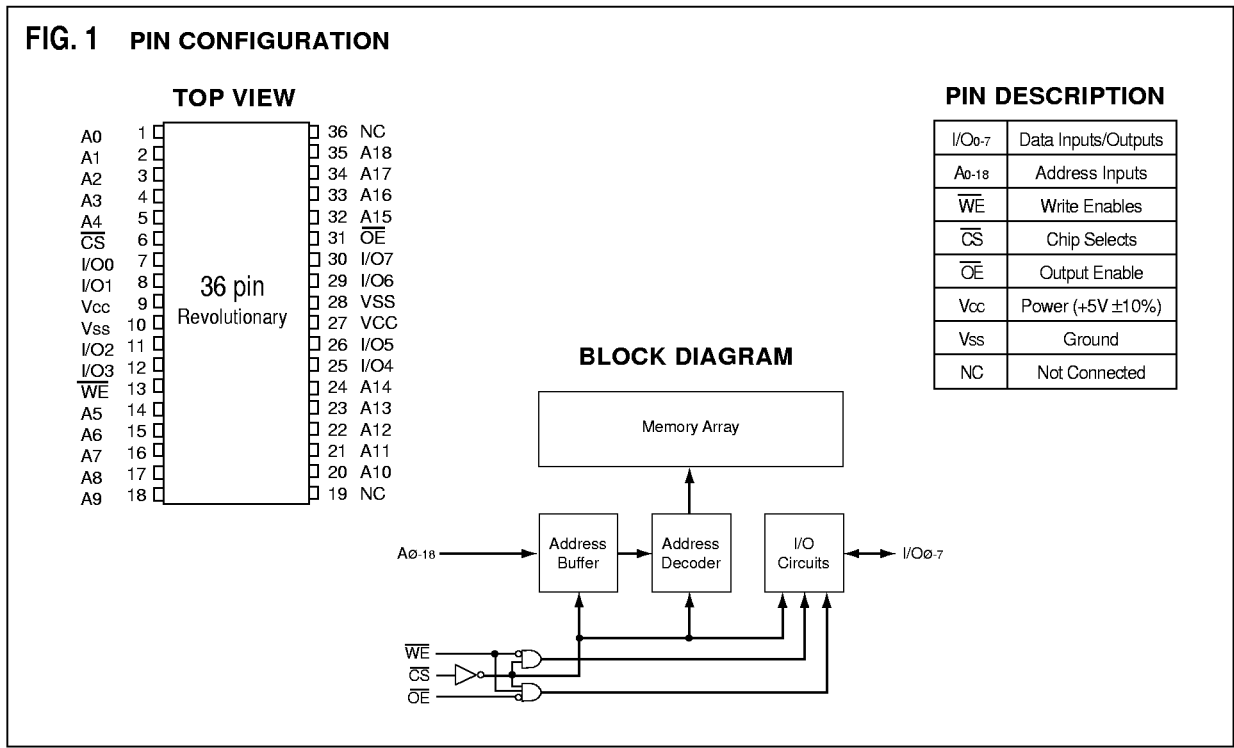 FIG. 1 PIN CONFIGURATION
TOP VIEW
A0 1 36 NC
A1 2 35 A18
A2 3 34 A17
A3 4 33 A16
A4 5 32 A15
CS 6 31 OE
I/O0 7 30 I/O7
I/O1 8 29 I/O6
Vcc 9 28 VSS
Vss 10 27 VCC
I/O2 11 26 I/O5
I/O3 12 25 I/O4
WE 13 24 A14
A5 14 23 A13
A6 15 22 A12
A7 16 21 A11
A8 17 20 A10
A9 18 19 NC
36 pin
Revolutionary
PIN DESCRIPTION
I/O0-7 Data Inputs/Outputs
A0-18 Address Inputs
WE Write Enables
CS Chip Selects
OE Output Enable
Vcc Power (+5V ±10%)
Vss Ground
NC Not Connected
BLOCK DIAGRAM
Memory Array
AØ-18
Address
Buffer
Address
Decoder
I/O
Circuits
I/OØ-7
WE
CS
OE